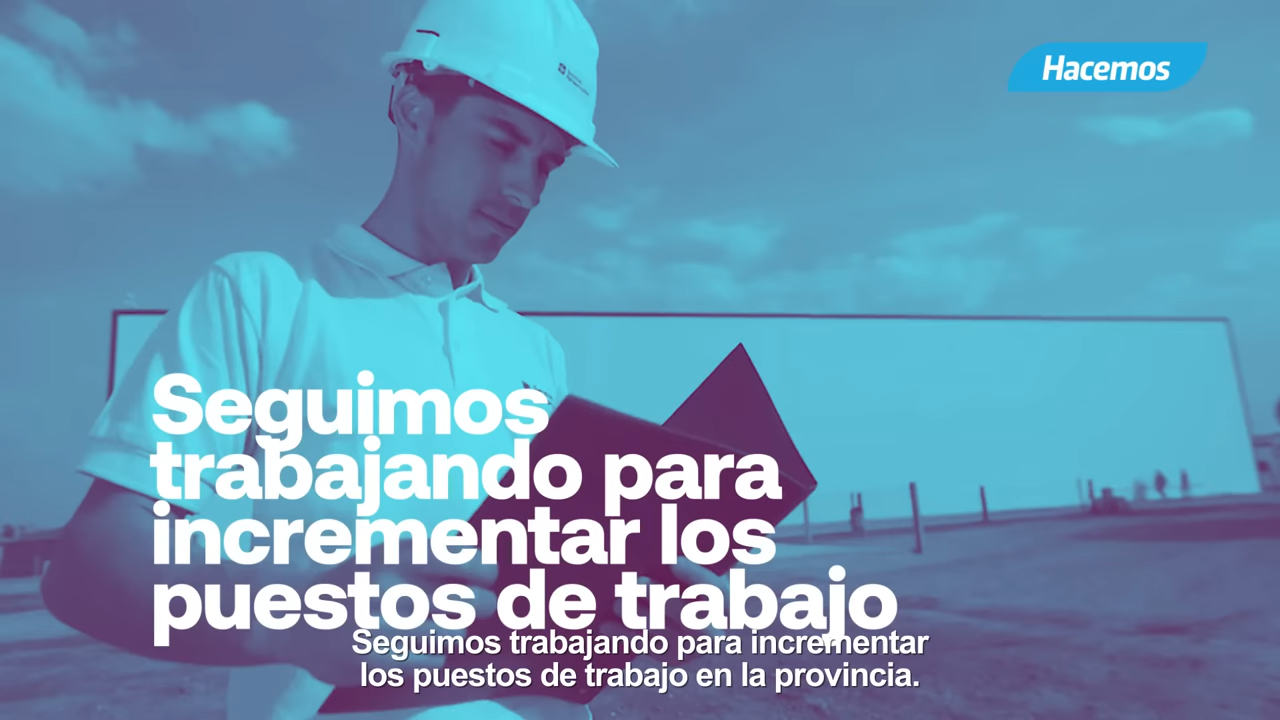 Hacemos
Seguimos
trabajando para
incrementar los
puestos de trabajo
Seguimos trabajando para incrementar
los puestos de trabajo en la provincia.